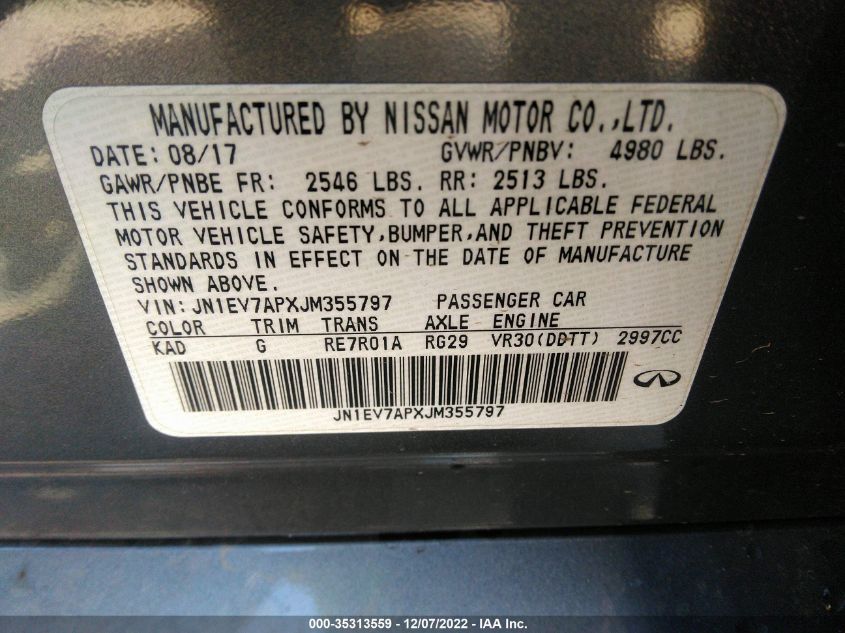 MANUFACTURED BY NISSAN MOTOR CO.,LTD.
DATE: 08/17 GVWR/PNBV: 4980 LBS.
GAWR/PNBE FR: 2546 LBS. RR: 2513 LBS.
THIS VEHICLE CONFORMS TO ALL APPLICABLE FEDERAL
MOTOR VEHICLE SAFETY,BUMPER,AND THEFT PREVENTION
STANDARDS IN EFFECT ON THE DATE OF MANUFACTURE
SHOWN ABOVE.
VIN: JN1EV7APXJM355797 PASSENGER CAR
COLOR TRIM TRANS AXLE ENGINE
KAD G RE7R01A RG29 VR30(DDTT) 2997CC
JN1EV7APXJM355797
000-35313559 - 12/07/2022 - IAA Inc.